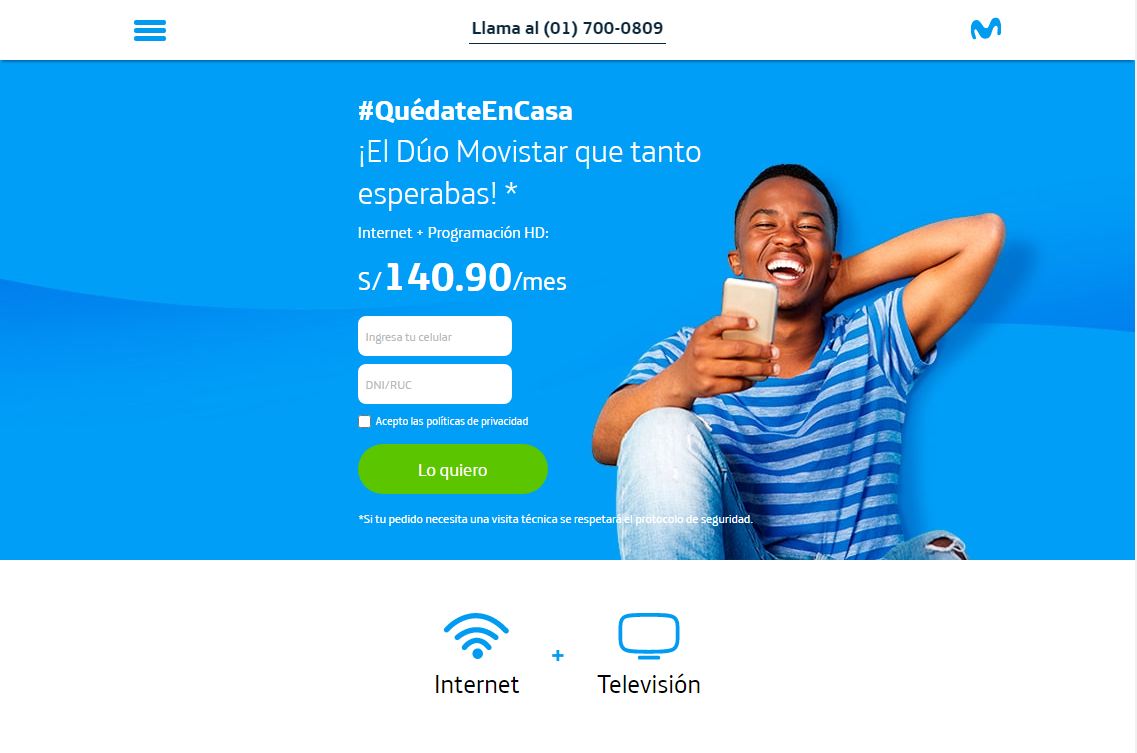 Llama al (01) 700-0809
#QuédateEnCasa
¡El Dúo Movistar que tanto
esperabas! *
Internet + Programación HD:
S/140.90/mes
Ingresa tu celular
DNI/RUC
Acepto las políticas de privacidad
Lo quiero
*Si tu pedido necesita una visita técnica se respetará el protocolo de seguridad.
+
Internet
Televisión